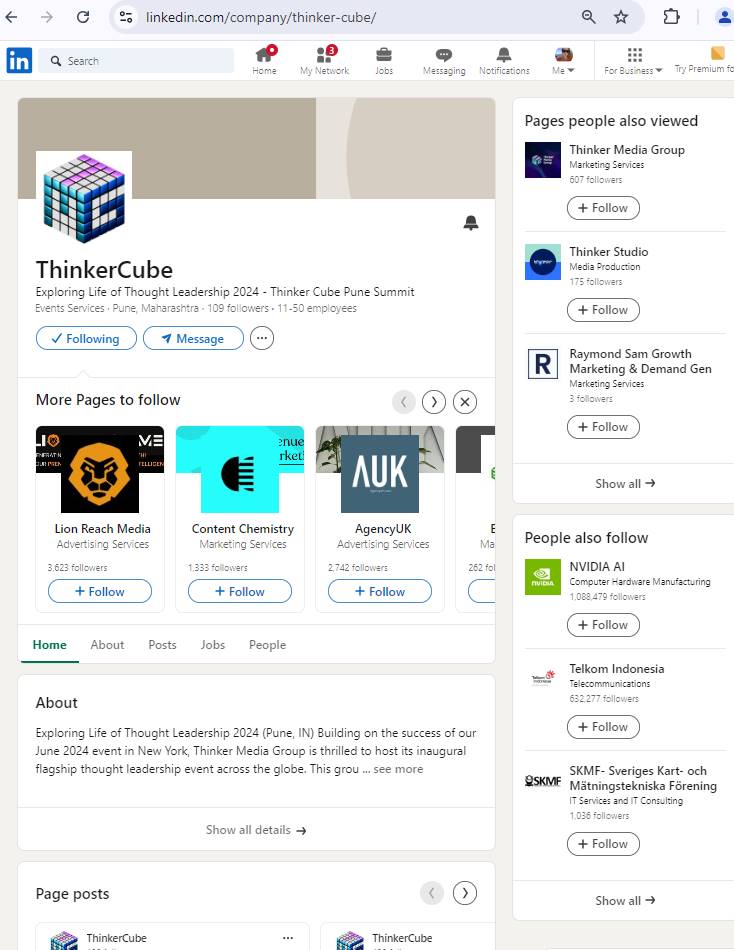 linkedin.com/company/thinker-cube/
in
Search
Home
3
My Network
Jobs
Messaging
Notifications
Me
For Business
Try Premium fo
ThinkerCube
Exploring Life of Thought Leadership 2024 - Thinker Cube Pune Summit
Events Services · Pune, Maharashtra · 109 followers · 11-50 employees
Following
Message
More Pages to follow
Lion Reach Media
Advertising Services
3,623 followers
+ Follow
Content Chemistry
Marketing Services
1,333 followers
+ Follow
AUK
AgencyUK
Advertising Services
2,742 followers
+ Follow
E
Ma
262 fol
Home
About
Posts
Jobs
People
About
Exploring Life of Thought Leadership 2024 (Pune, IN) Building on the success of our
June 2024 event in New York, Thinker Media Group is thrilled to host its inaugural
flagship thought leadership event across the globe. This grou ... see more
Show all details →
Page posts
ThinkerCube
ThinkerCube
Pages people also viewed
Thinker Media Group
Marketing Services
607 followers
+ Follow
Thinker Studio
Media Production
175 followers
+ Follow
R
Raymond Sam Growth
Marketing & Demand Gen
Marketing Services
3 followers
+ Follow
Show all →
People also follow
NVIDIA
NVIDIA AI
Computer Hardware Manufacturing
1,088,479 followers
+ Follow
Telkom Indonesia
Telecommunications
632,277 followers
+ Follow
SKMF
SKMF- Sveriges Kart- och
Mätningstekniska Förening
IT Services and IT Consulting
1,036 followers
+ Follow
Show all →